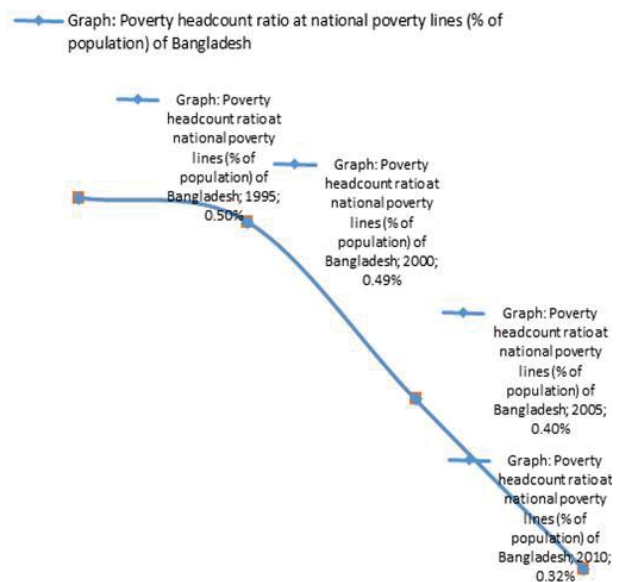 Graph: Poverty headcount ratio at national poverty lines (% of
population) of Bangladesh
Graph: Poverty
headcount ratio at
national poverty
lines (% of
population) of
Bangladesh; 1995;
0.50%
Graph: Poverty
headcount ratio at
national poverty
lines (% of
population) of
Bangladesh; 2000;
0.49%
Graph: Poverty
headcount ratio at
national poverty
lines (% of
population) of
Bangladesh; 2005;
0.40%
Graph: Poverty
headcount ratio at
national poverty
lines (% of
population) of
Bangladesh; 2010;
0.32%